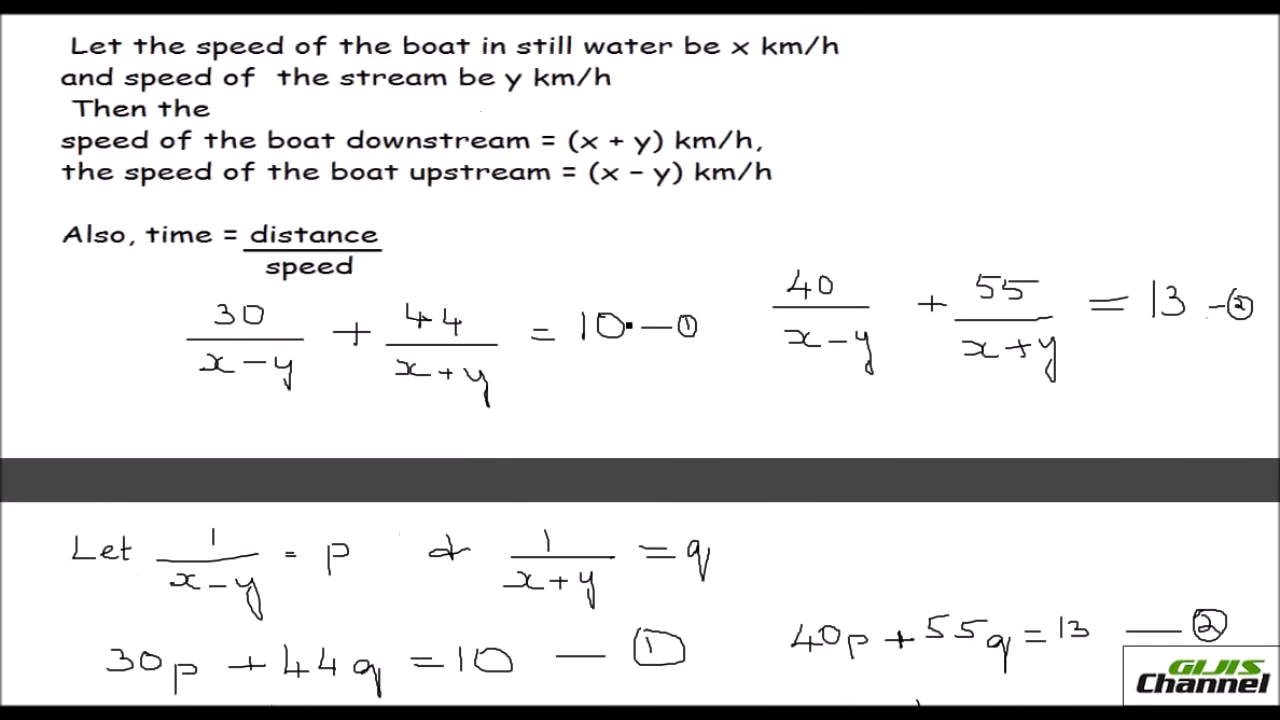 Let the speed of the boat in still water be x km/h
and speed of the stream be y km/h
Then the
speed of the boat downstream = (x + y) km/h,
the speed of the boat upstream = (x – y) km/h
Also, time = distance
speed
30/(x – y) + 44/(x + y) = 10 — ①
40/(x – y) + 55/(x + y) = 13 – ②
Let 1/(x – y) = p & 1/(x + y) = q
30p + 44q = 10 — ①
40p + 55q = 13 — ②
GIJIS
Channel